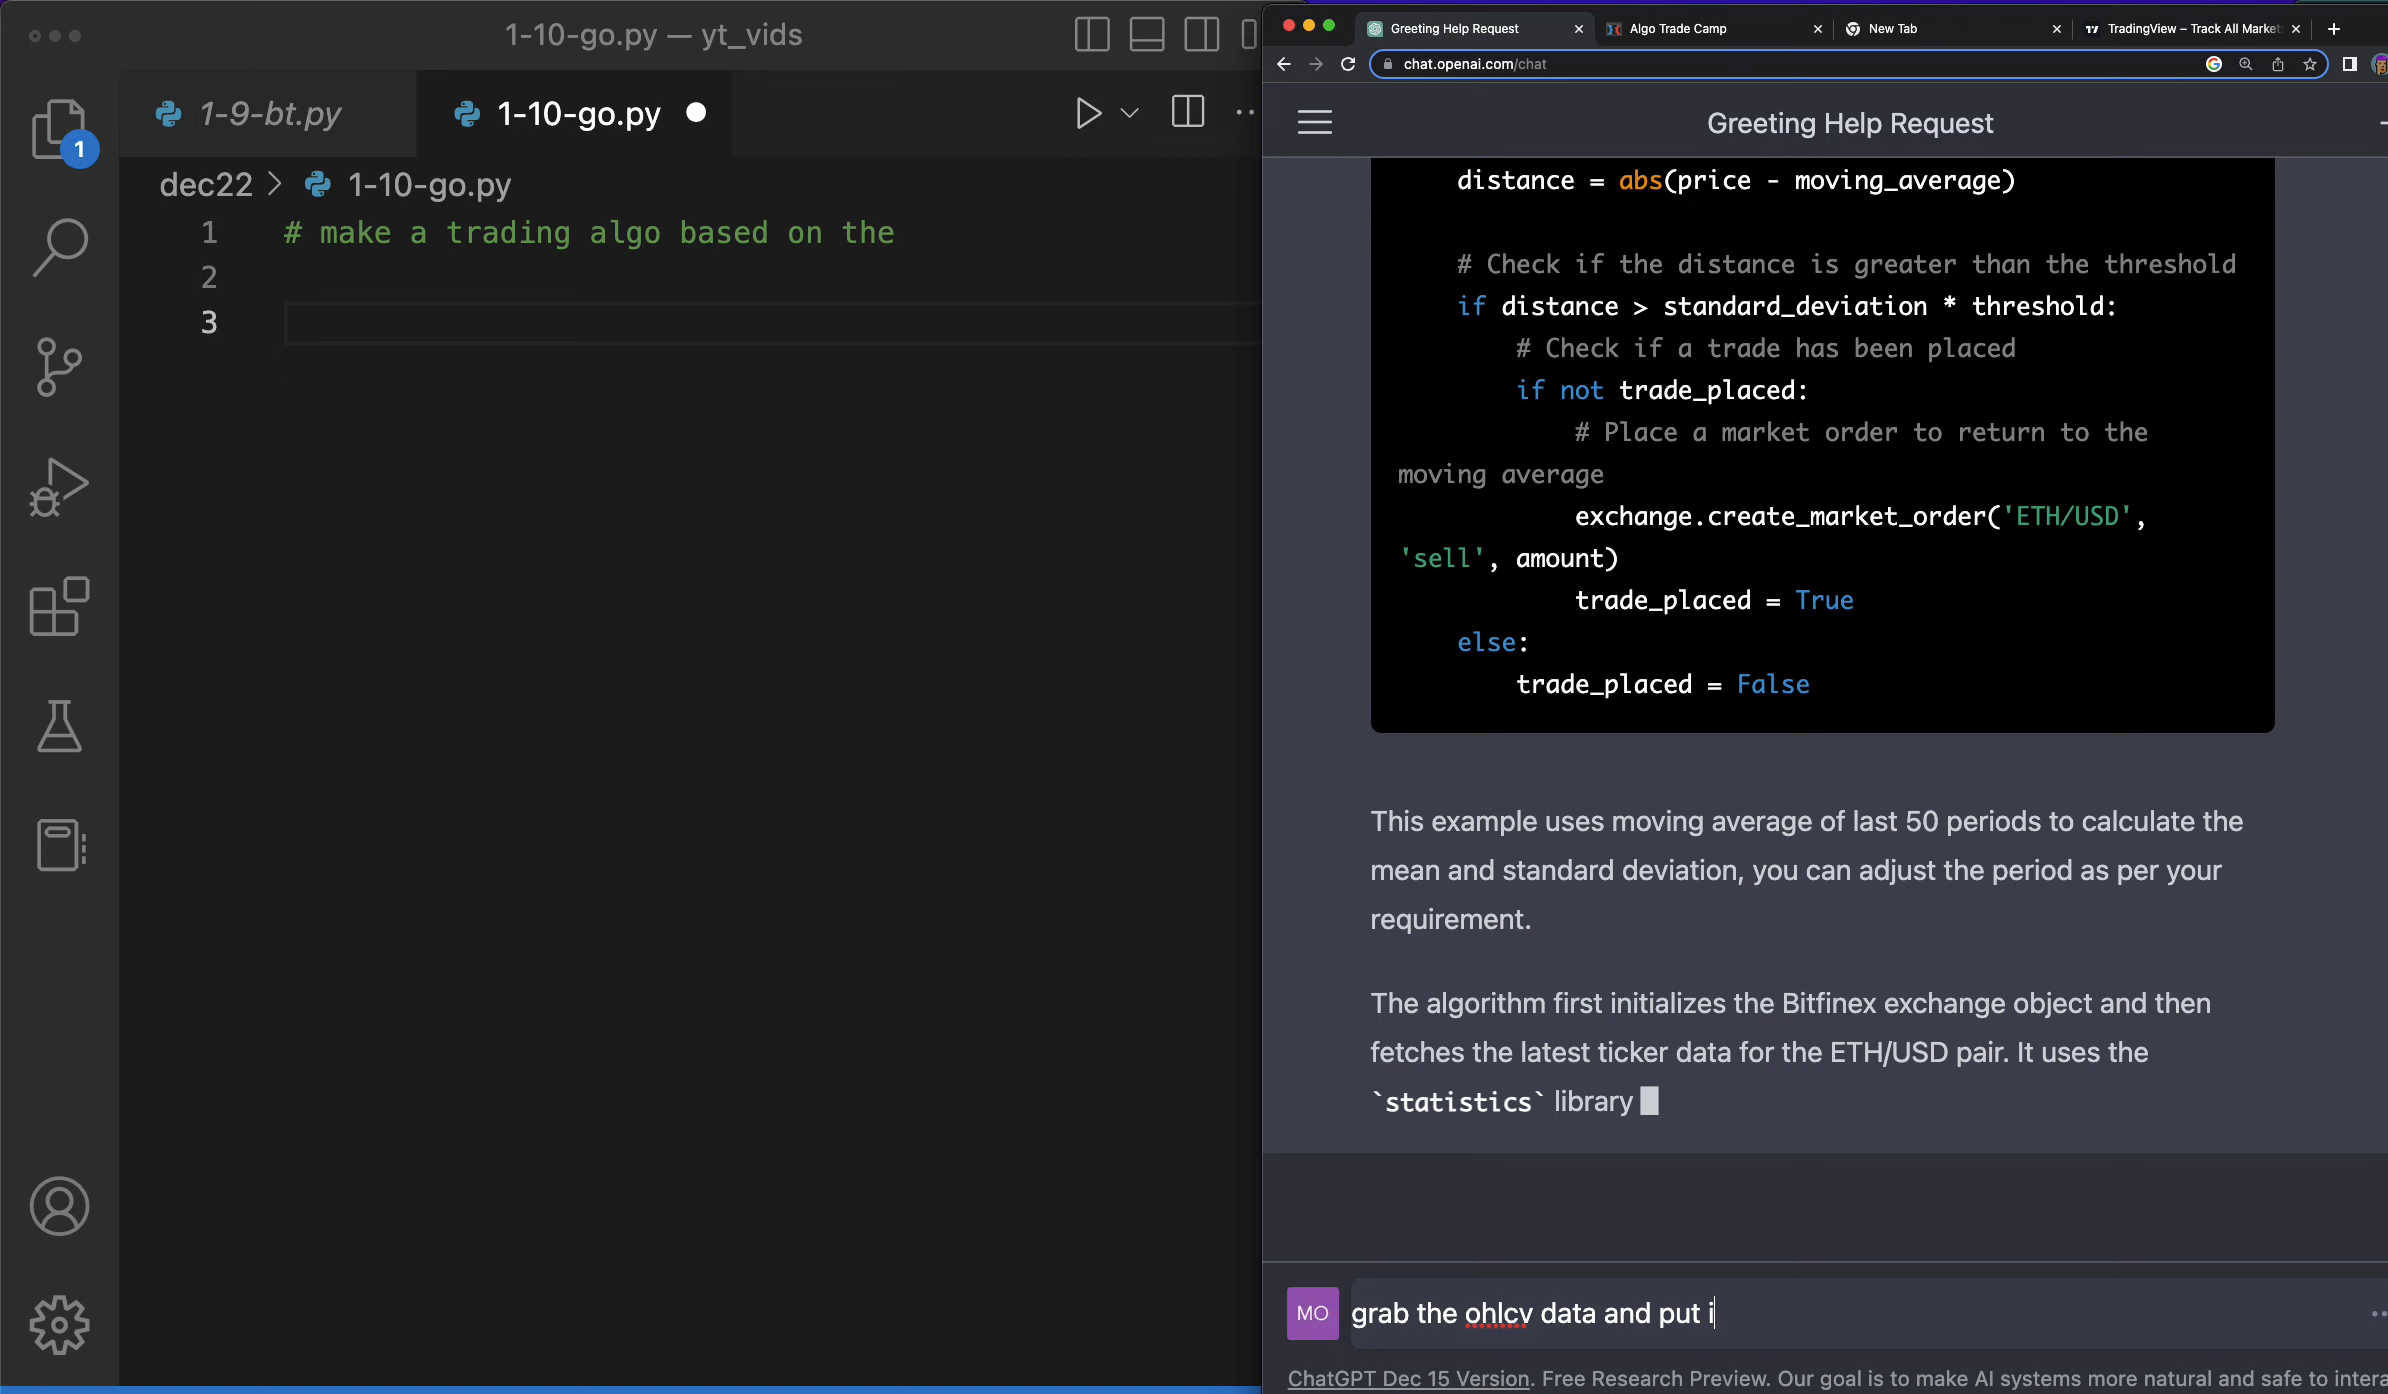 1-10-go.py — yt_vids
1-9-bt.py
1-10-go.py
dec22 > 1-10-go.py
1
1 # make a trading algo based on the
2
3
Greeting Help Request
Algo Trade Camp
New Tab
TradingView – Track All Market
chat.openai.com/chat
Greeting Help Request
distance = abs(price - moving_average)
# Check if the distance is greater than the threshold
if distance > standard_deviation * threshold:
# Check if a trade has been placed
if not trade_placed:
# Place a market order to return to the
moving average
exchange.create_market_order('ETH/USD',
'sell', amount)
trade_placed = True
else:
trade_placed = False
This example uses moving average of last 50 periods to calculate the
mean and standard deviation, you can adjust the period as per your
requirement.
The algorithm first initializes the Bitfinex exchange object and then
fetches the latest ticker data for the ETH/USD pair. It uses the
`statistics` library
MO
grab the ohlcv data and put i
ChatGPT Dec 15 Version. Free Research Preview. Our goal is to make AI systems more natural and safe to intera